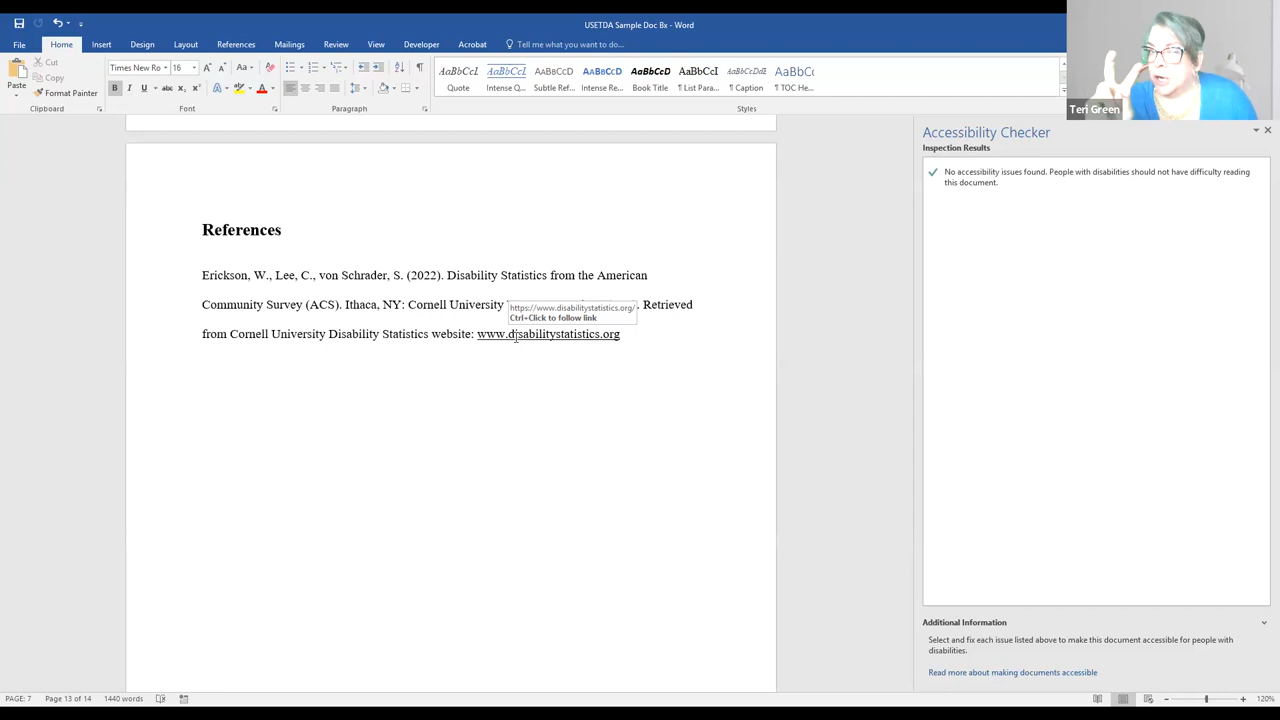 USETDA Sample Doc Bx - Word
File Home Insert Design Layout References Mailings Review View Developer Acrobat Tell me what you want to do...
Paste
Cut
Copy
Format Painter
Clipboard
Times New Ro 16
Font
Paragraph
AaBbCcI AaBbCcI AaBbCcD AaBbCcD AaBbCcD AaBbCcI AaBbCcDdE AaBbC
Quote Intense Q... Subtle Ref... Intense Re... Book Title ¶ List Para... ¶ Caption ¶ TOC He...
Styles
Teri Green
References
Erickson, W., Lee, C., von Schrader, S. (2022). Disability Statistics from the American
Community Survey (ACS). Ithaca, NY: Cornell University . Retrieved
https://www.disabilitystatistics.org/
Ctrl+Click to follow link
from Cornell University Disability Statistics website: www.disabilitystatistics.org
Accessibility Checker
Inspection Results
No accessibility issues found. People with disabilities should not have difficulty reading
this document.
Additional Information
Select and fix each issue listed above to make this document accessible for people with
disabilities.
Read more about making documents accessible
PAGE: 7 Page 13 of 14 1440 words 120%